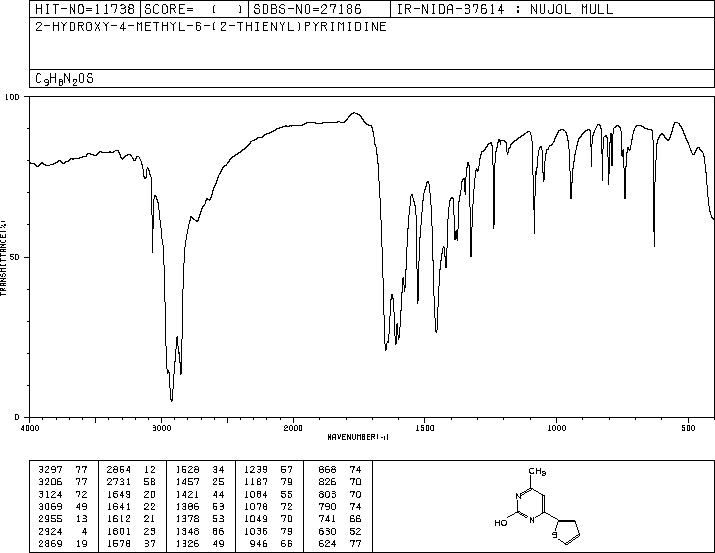 HIT-NO=11738 SCORE= ( ) SDBS-NO=27186 IR-NIDA-37614 : NUJOL MULL
2-HYDROXY-4-METHYL-6-(2-THIENYL)PYRIMIDINE
C9H8N2OS
100
50
0
TRANSMITTANCE(%)
4000 3000 2000 1500 1000 500
WAVENUMBER(-1)
3297 77 2854 12 1528 34 1239 57 868 74
3206 77 2731 58 1457 25 1187 79 826 70
3124 72 1649 20 1421 44 1084 55 803 70
3069 49 1641 22 1386 53 1078 72 790 74
2955 13 1612 21 1378 53 1049 70 741 66
2924 4 1601 23 1348 66 1036 79 630 52
2869 19 1578 37 1326 49 946 66 624 77
CH3
N
N
HO
S